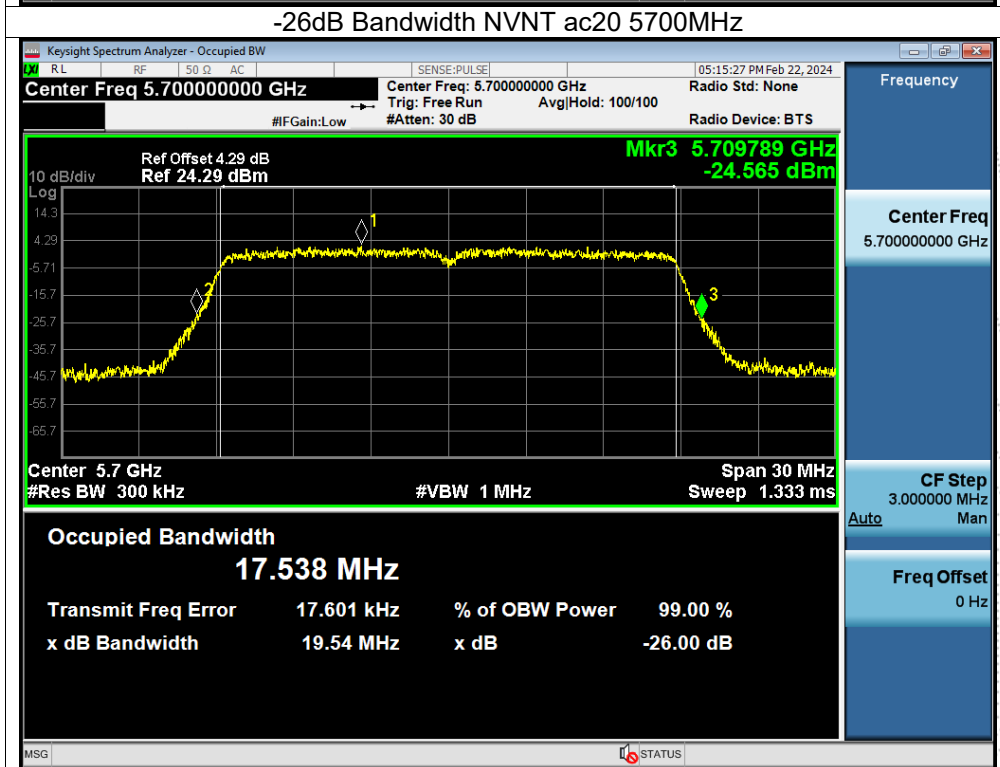 -26dB Bandwidth NVNT ac20 5700MHz
Keysight Spectrum Analyzer - Occupied BW
LXI RL RF 50 Ω AC SENSE:PULSE 05:15:27 PM Feb 22, 2024
Center Freq 5.700000000 GHz
Center Freq: 5.700000000 GHz Radio Std: None
Trig: Free Run Avg|Hold: 100/100
#IFGain:Low #Atten: 30 dB Radio Device: BTS
Frequency
Mkr3 5.709789 GHz
-24.565 dBm
Ref Offset 4.29 dB
10 dB/div Ref 24.29 dBm
Log
14.3
4.29
-5.71
-15.7
-25.7
-35.7
-45.7
-55.7
-65.7
1
2
3
Center 5.7 GHz Span 30 MHz
#Res BW 300 kHz #VBW 1 MHz Sweep 1.333 ms
Center Freq
5.700000000 GHz
CF Step
3.000000 MHz
Auto Man
Freq Offset
0 Hz
Occupied Bandwidth
17.538 MHz
Transmit Freq Error 17.601 kHz % of OBW Power 99.00 %
x dB Bandwidth 19.54 MHz x dB -26.00 dB
MSG STATUS